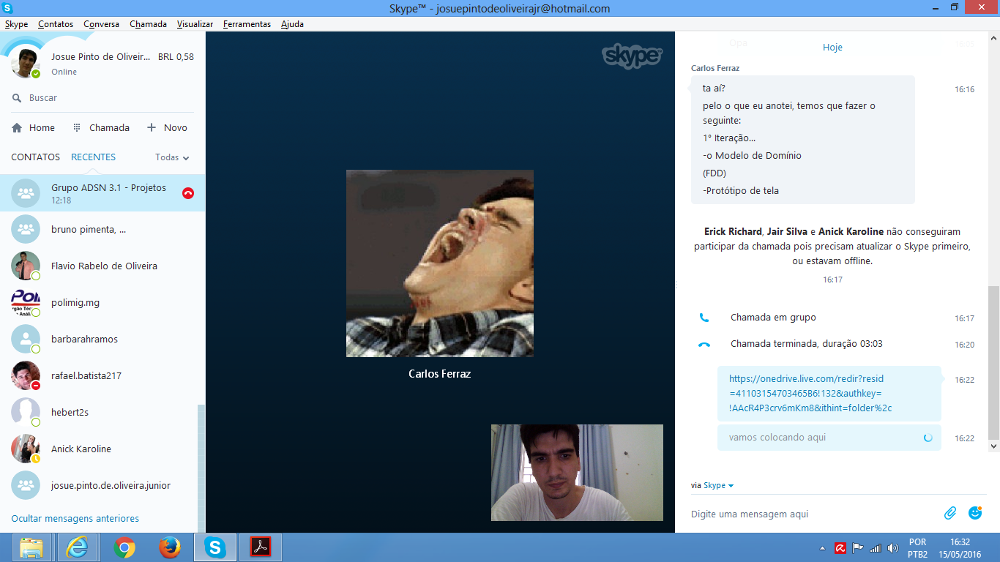 Skype™ - josuepintodeoliveirajr@hotmail.com
Skype Contatos Conversa Chamada Visualizar Ferramentas Ajuda
Josue Pinto de Oliveir... BRL 0,58
Online
Buscar
Home Chamada Novo
CONTATOS RECENTES Todas
Grupo ADSN 3.1 - Projetos
12:18
bruno pimenta, ...
Flavio Rabelo de Oliveira
polimig.mg
barbarahramos
rafael.batista217
hebert2s
Anick Karoline
josue.pinto.de.oliveira.junior
Ocultar mensagens anteriores
skype™
Carlos Ferraz
Opa 16:05
Hoje
Carlos Ferraz
ta aí? 16:16
pelo o que eu anotei, temos que fazer o
seguinte:
1° Iteração...
-o Modelo de Domínio
(FDD)
-Protótipo de tela
Erick Richard, Jair Silva e Anick Karoline não conseguiram
participar da chamada pois precisam atualizar o Skype primeiro,
ou estavam offline.
16:17
Chamada em grupo 16:17
Chamada terminada, duração 03:03 16:20
https://onedrive.live.com/redir?resid 16:22
=41103154703465B6!132&authkey=
!AAcR4P3crv6mKm8&ithint=folder%2c
vamos colocando aqui 16:22
via Skype
Digite uma mensagem aqui
POR 16:32
PTB2 15/05/2016